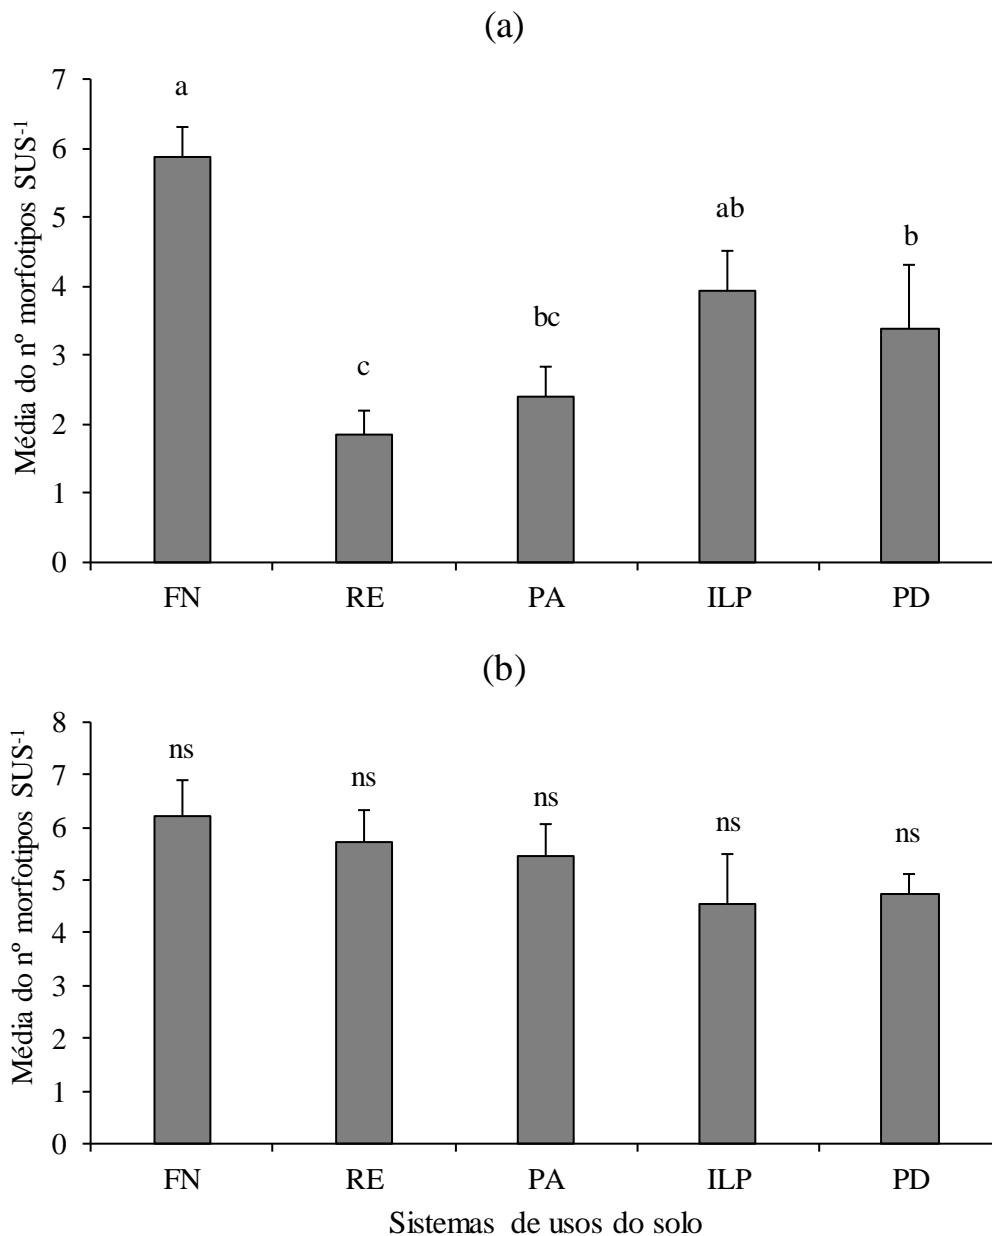 (a)
Média do nº morfotipos SUS⁻¹
7
6
5
4
3
2
1
0
a
c
bc
ab
b
FN RE PA ILP PD
(b)
Média do nº morfotipos SUS⁻¹
8
7
6
5
4
3
2
1
0
ns ns ns ns ns
FN RE PA ILP PD
Sistemas de usos do solo